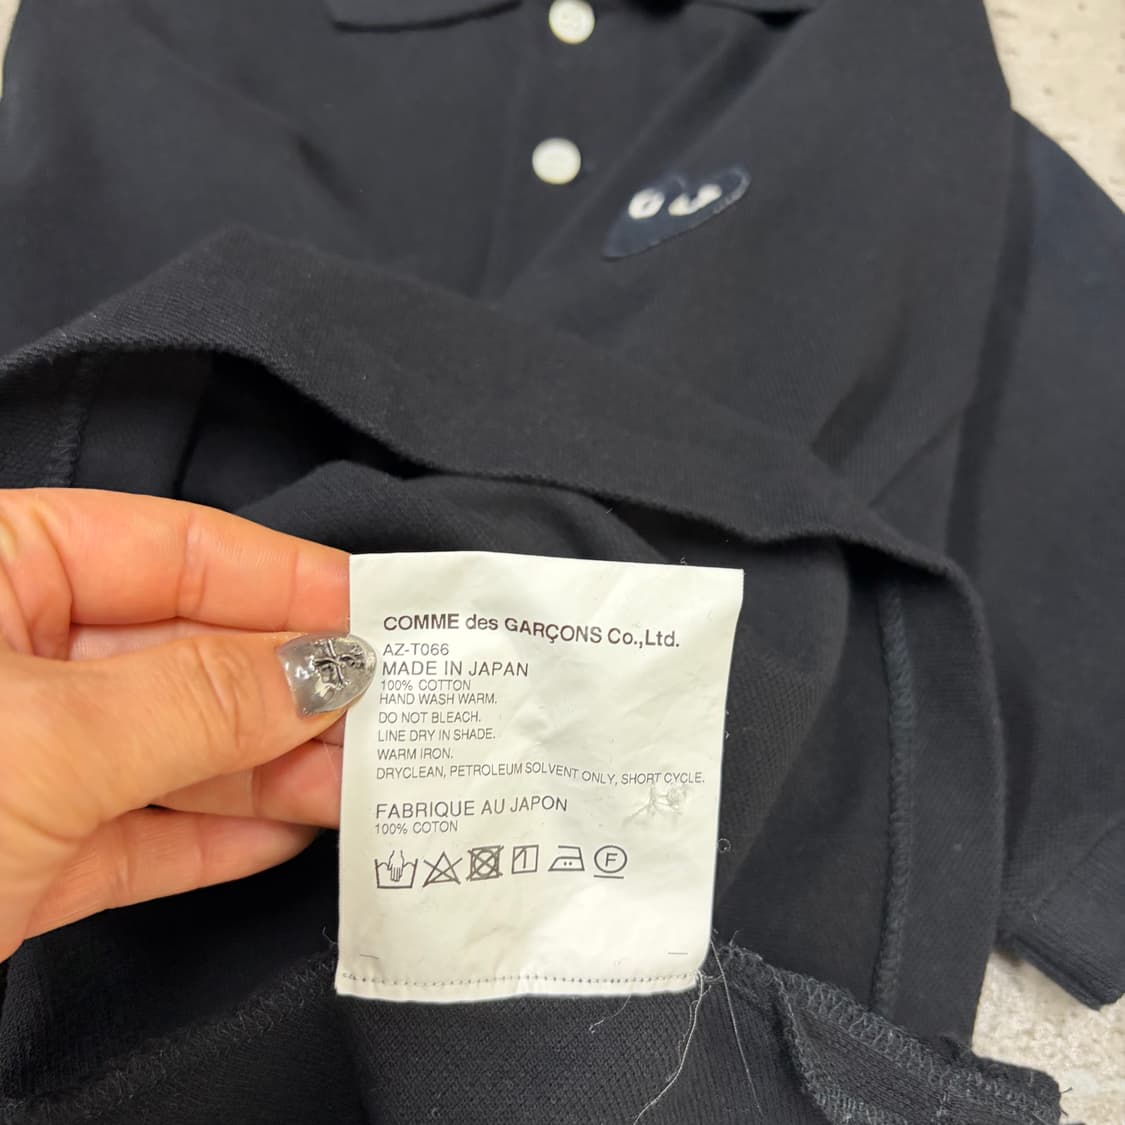 COMME des GARÇONS Co.,Ltd.
AZ-T066
MADE IN JAPAN
100% COTTON
HAND WASH WARM.
DO NOT BLEACH.
LINE DRY IN SHADE.
WARM IRON.
DRYCLEAN, PETROLEUM SOLVENT ONLY, SHORT CYCLE.
FABRIQUE AU JAPON
100% COTON
F